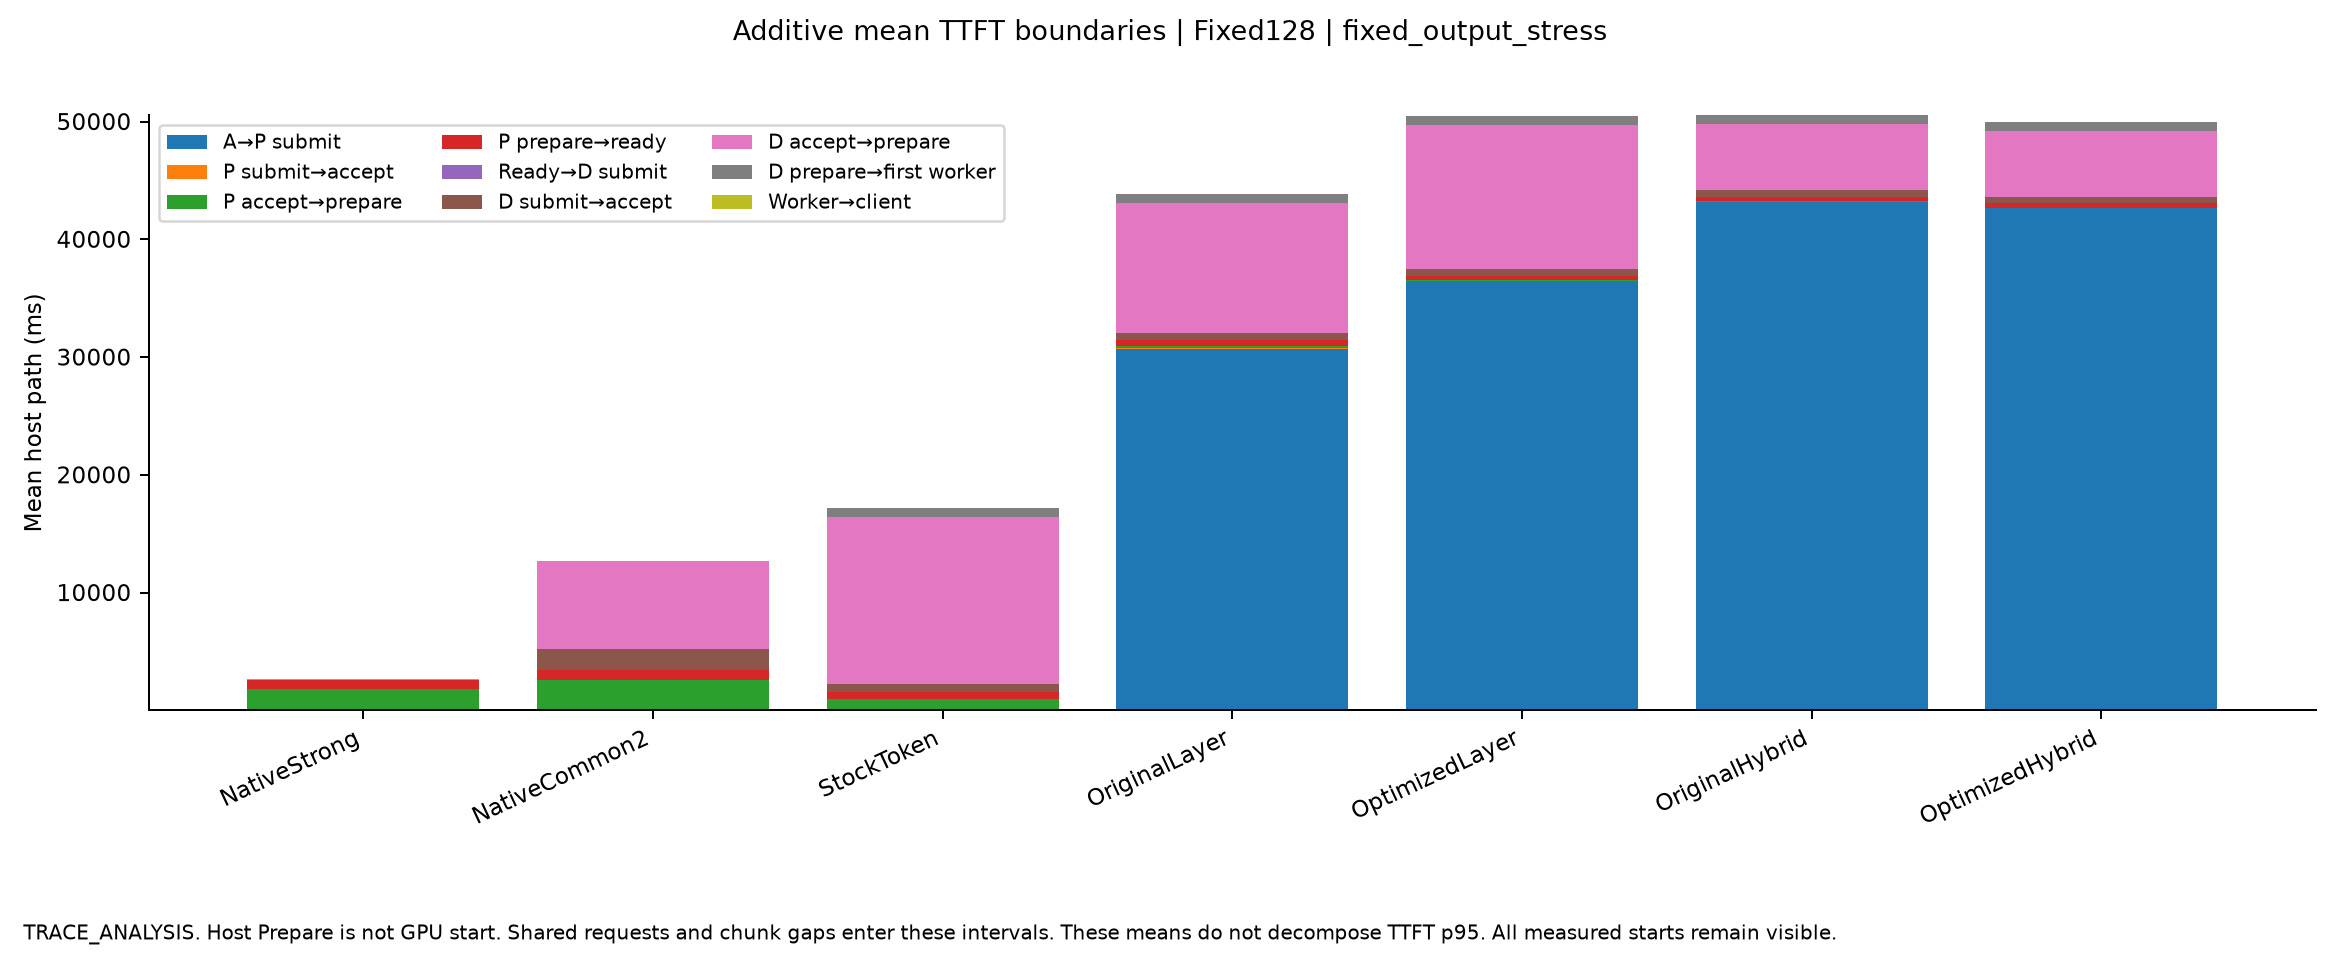 Additive mean TTFT boundaries | Fixed128 | fixed_output_stress
50000
40000
30000
20000
10000
Mean host path (ms)
A→P submit
P submit→accept
P accept→prepare
P prepare→ready
Ready→D submit
D submit→accept
D accept→prepare
D prepare→first worker
Worker→client
NativeStrong
NativeCommon2
StockToken
OriginalLayer
OptimizedLayer
OriginalHybrid
OptimizedHybrid
TRACE_ANALYSIS. Host Prepare is not GPU start. Shared requests and chunk gaps enter these intervals. These means do not decompose TTFT p95. All measured starts remain visible.